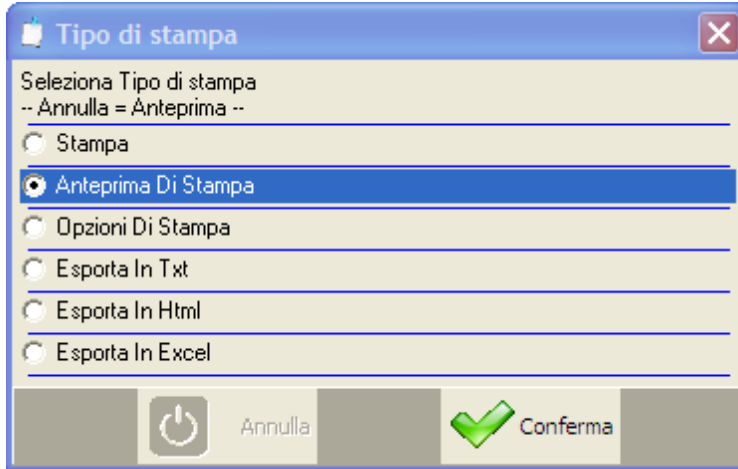 Tipo di stampa
Seleziona Tipo di stampa
-- Annulla = Anteprima --
Stampa
Anteprima Di Stampa
Opzioni Di Stampa
Esporta In Txt
Esporta In Html
Esporta In Excel
Annulla
Conferma